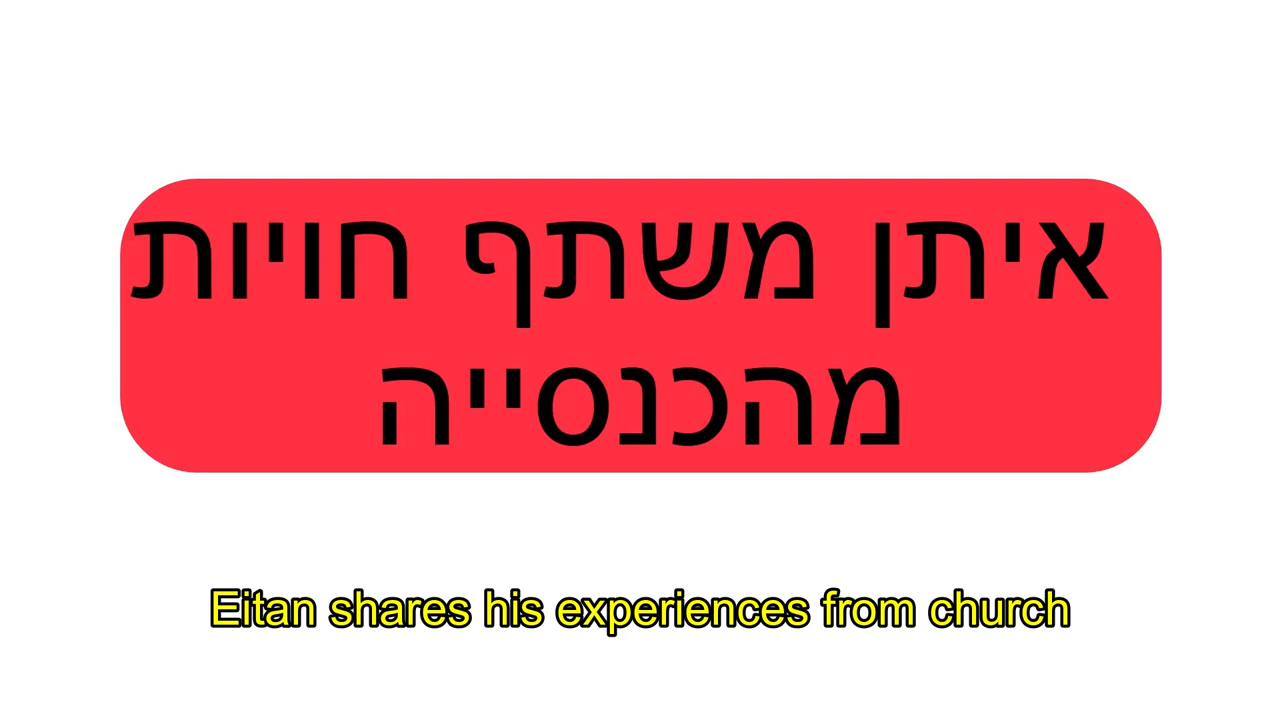 איתן משתף חויות
מהכנסייה
Eitan shares his experiences from church